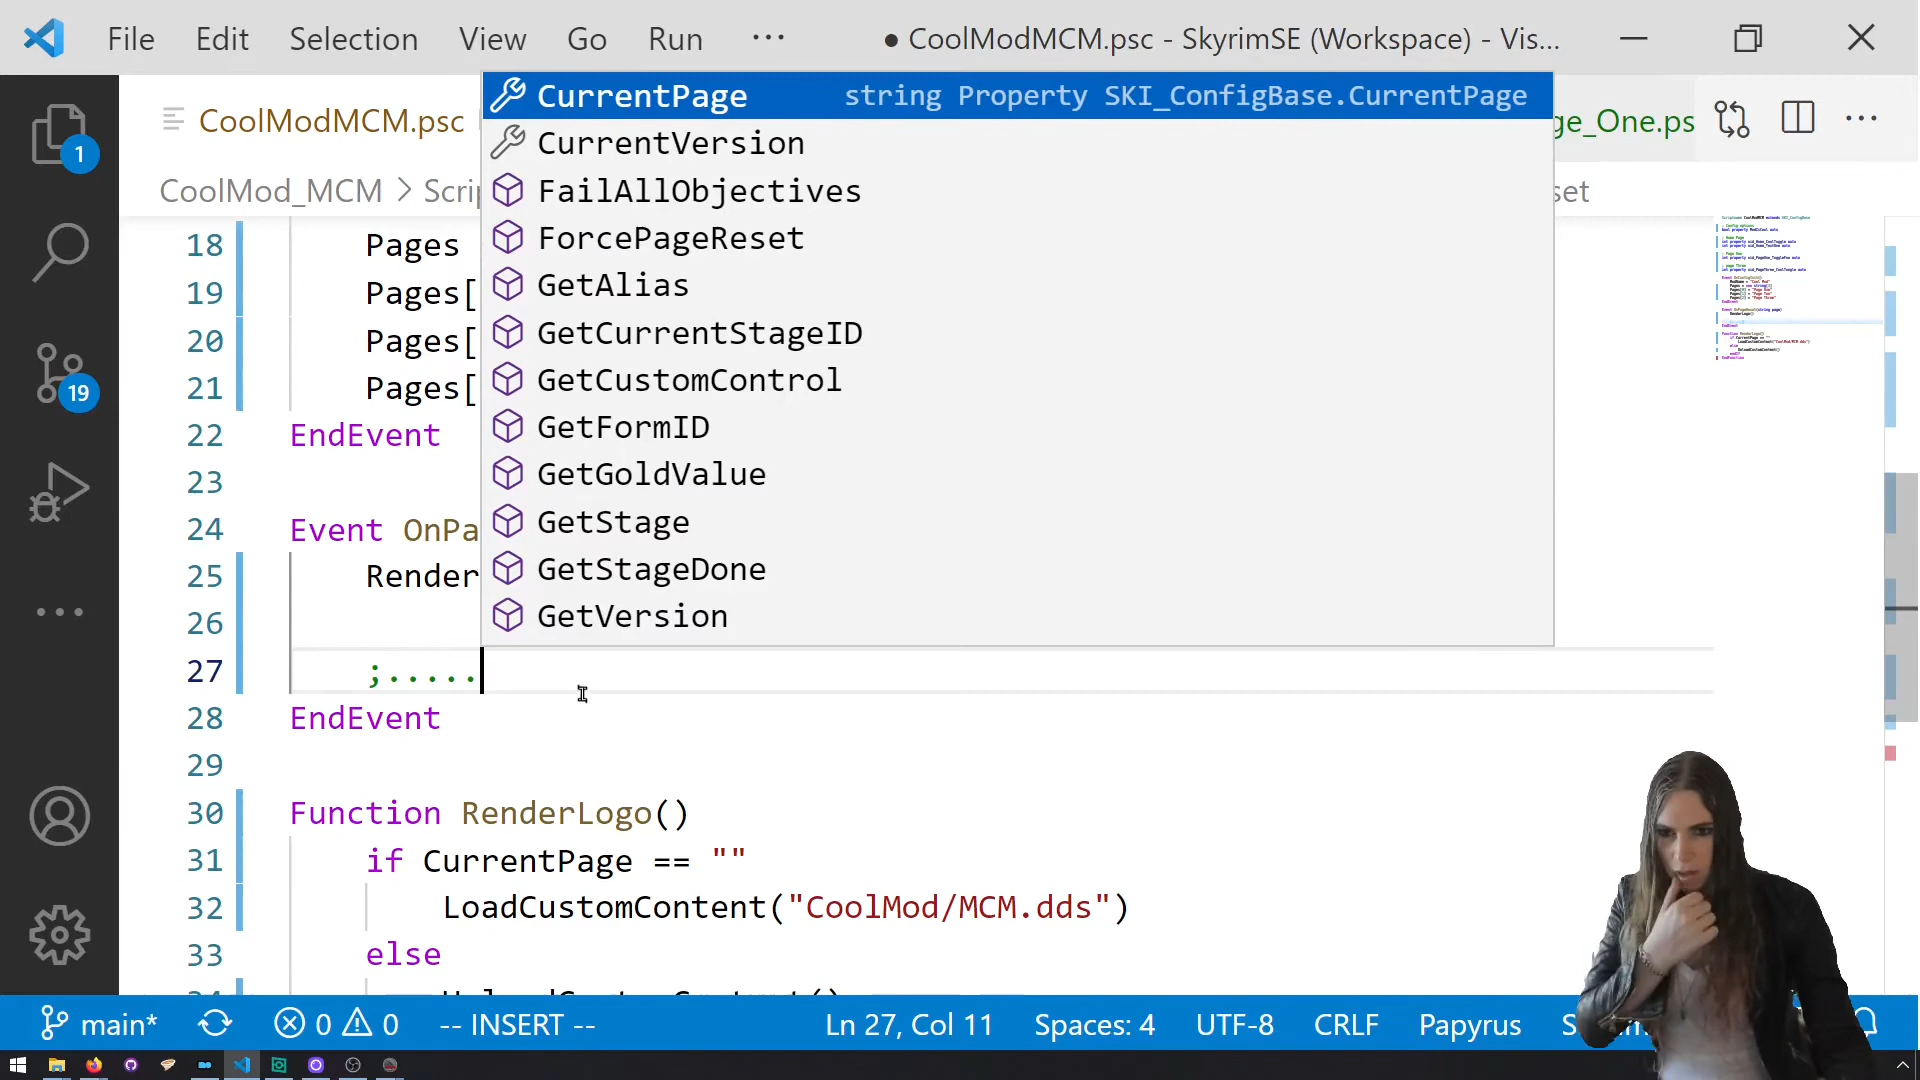 File Edit Selection View Go Run ··· ● CoolModMCM.psc - SkyrimSE (Workspace) - Vis...
CoolModMCM.psc
ge_One.ps
CoolMod_MCM > Scri
set
CurrentPage string Property SKI_ConfigBase.CurrentPage
CurrentVersion
FailAllObjectives
ForcePageReset
GetAlias
GetCurrentStageID
GetCustomControl
GetFormID
GetGoldValue
GetStage
GetStageDone
GetVersion
1
19
18 Pages
19 Pages[
20 Pages[
21 Pages[
22 EndEvent
23
24 Event OnPa
25 Render
26
27 ;.....
28 EndEvent
29
30 Function RenderLogo()
31 if CurrentPage == ""
32 LoadCustomContent("CoolMod/MCM.dds")
33 else
main* 0 0 -- INSERT -- Ln 27, Col 11 Spaces: 4 UTF-8 CRLF Papyrus